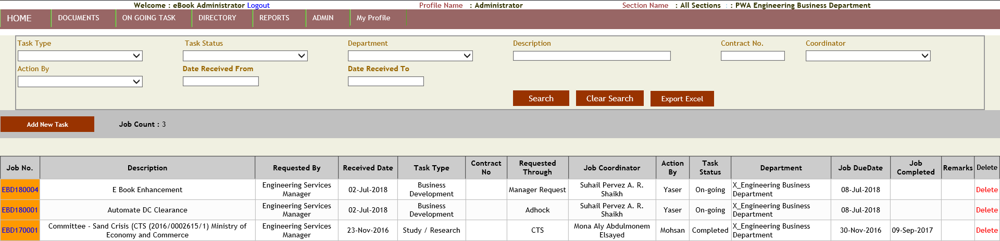 Welcome : eBook Administrator Logout Profile Name : Administrator Section Name : All Sections : : PWA Engineering Business Department
HOME DOCUMENTS ON GOING TASK DIRECTORY REPORTS ADMIN My Profile
Task Type Task Status Department Description Contract No. Coordinator
Action By Date Received From Date Received To
Search Clear Search Export Excel
Add New Task Job Count : 3
Job No. Description Requested By Received Date Task Type Contract No Requested Through Job Coordinator Action By Task Status Department Job DueDate Job Completed Remarks Delete
EBD180004 E Book Enhancement Engineering Services Manager 02-Jul-2018 Business Development Manager Request Suhail Pervez A. R. Shaikh Yaser On-going X_Engineering Business Department 08-Jul-2018 Delete
EBD180001 Automate DC Clearance Engineering Services Manager 02-Jul-2018 Business Development Adhock Suhail Pervez A. R. Shaikh Yaser On-going X_Engineering Business Department 08-Jul-2018 Delete
EBD170001 Committee - Sand Crisis (CTS (2016/0002615/1) Ministry of Economy and Commerce Engineering Services Manager 23-Nov-2016 Study / Research CTS Mona Aly Abdulmonem Elsayed Mohsan Completed X_Engineering Business Department 30-Nov-2016 09-Sep-2017 Delete